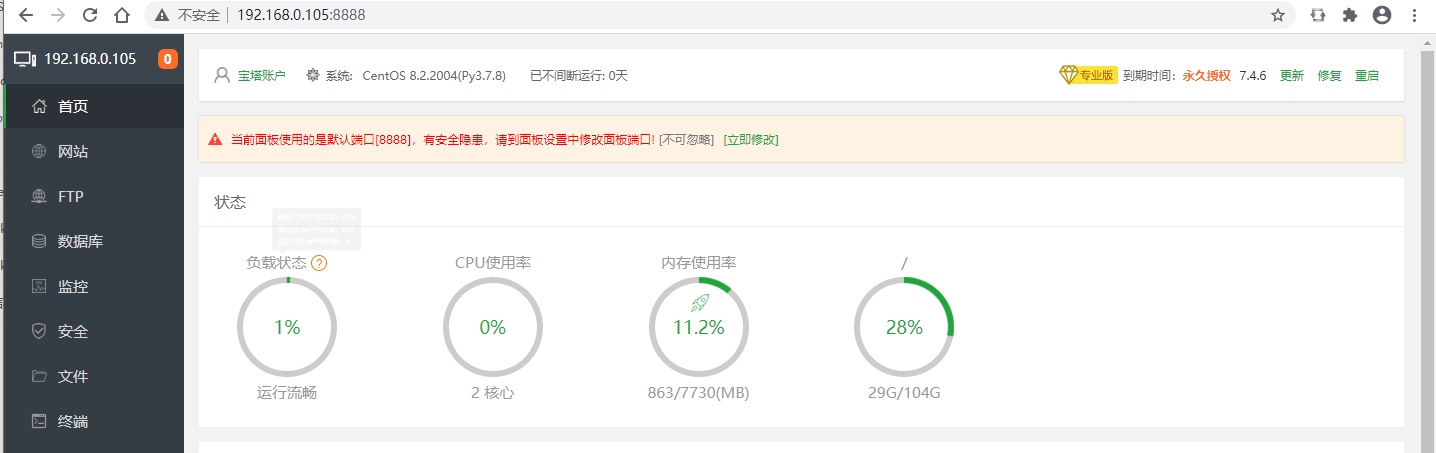 不安全 192.168.0.105:8888
192.168.0.105 0
宝塔账户 系统: CentOS 8.2.2004(Py3.7.8) 已不间断运行: 0天 专业版 到期时间: 永久授权 7.4.6 更新 修复 重启
首页
当前面板使用的是默认端口[8888]，有安全隐患，请到面板设置中修改面板端口! [不可忽略] [立即修改]
网站
FTP
数据库
监控
安全
文件
终端
状态
负载状态 ? CPU使用率 内存使用率 /
1% 0% 11.2% 28%
运行流畅 2 核心 863/7730(MB) 29G/104G